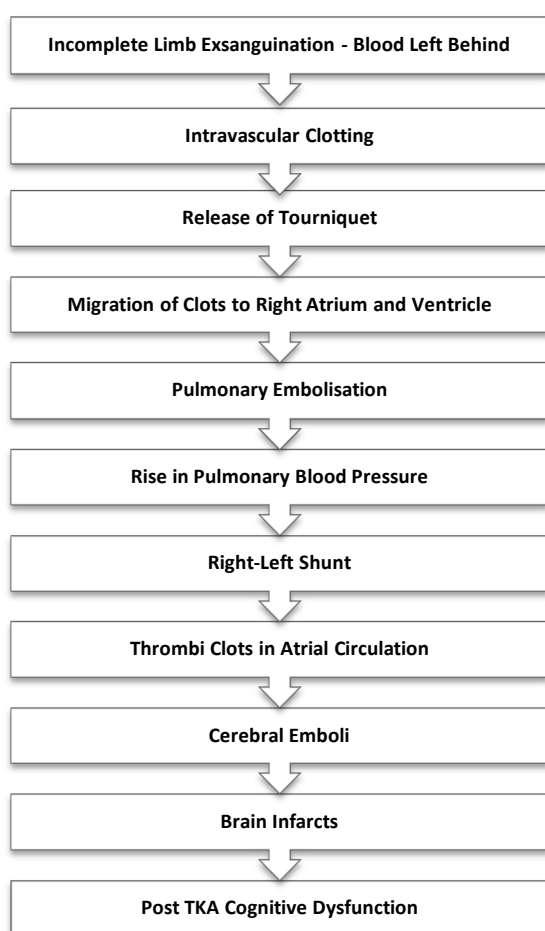 Incomplete Limb Exsanguination - Blood Left Behind
Intravascular Clotting
Release of Tourniquet
Migration of Clots to Right Atrium and Ventricle
Pulmonary Embolisation
Rise in Pulmonary Blood Pressure
Right-Left Shunt
Thrombi Clots in Atrial Circulation
Cerebral Emboli
Brain Infarcts
Post TKA Cognitive Dysfunction